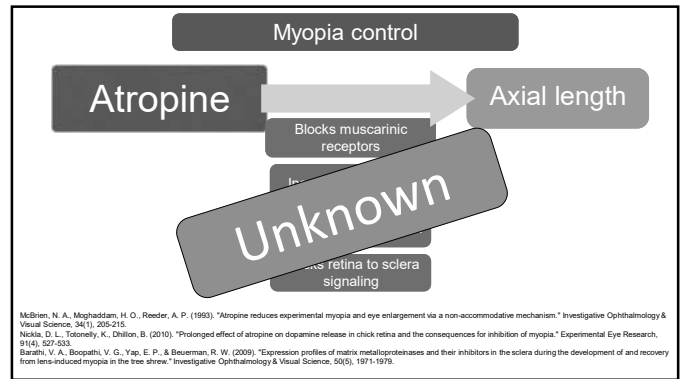 Myopia control
Atropine
Axial length
Blocks muscarinic
receptors
Unknown
retina to sclera
signaling
McBrien, N. A., Moghaddam, H. O., Reeder, A. P. (1993). "Atropine reduces experimental myopia and eye enlargement via a non-accommodative mechanism." Investigative Ophthalmology &
Visual Science, 34(1), 205-215.
Nickla, D. L., Totonelly, K., Dhillon, B. (2010). "Prolonged effect of atropine on dopamine release in chick retina and the consequences for inhibition of myopia." Experimental Eye Research,
91(4), 527-533.
Barathi, V. A., Boopathi, V. G., Yap, E. P., & Beuerman, R. W. (2009). "Expression profiles of matrix metalloproteinases and their inhibitors in the sclera during the development of and recovery
from lens-induced myopia in the tree shrew." Investigative Ophthalmology & Visual Science, 50(5), 1971-1979.